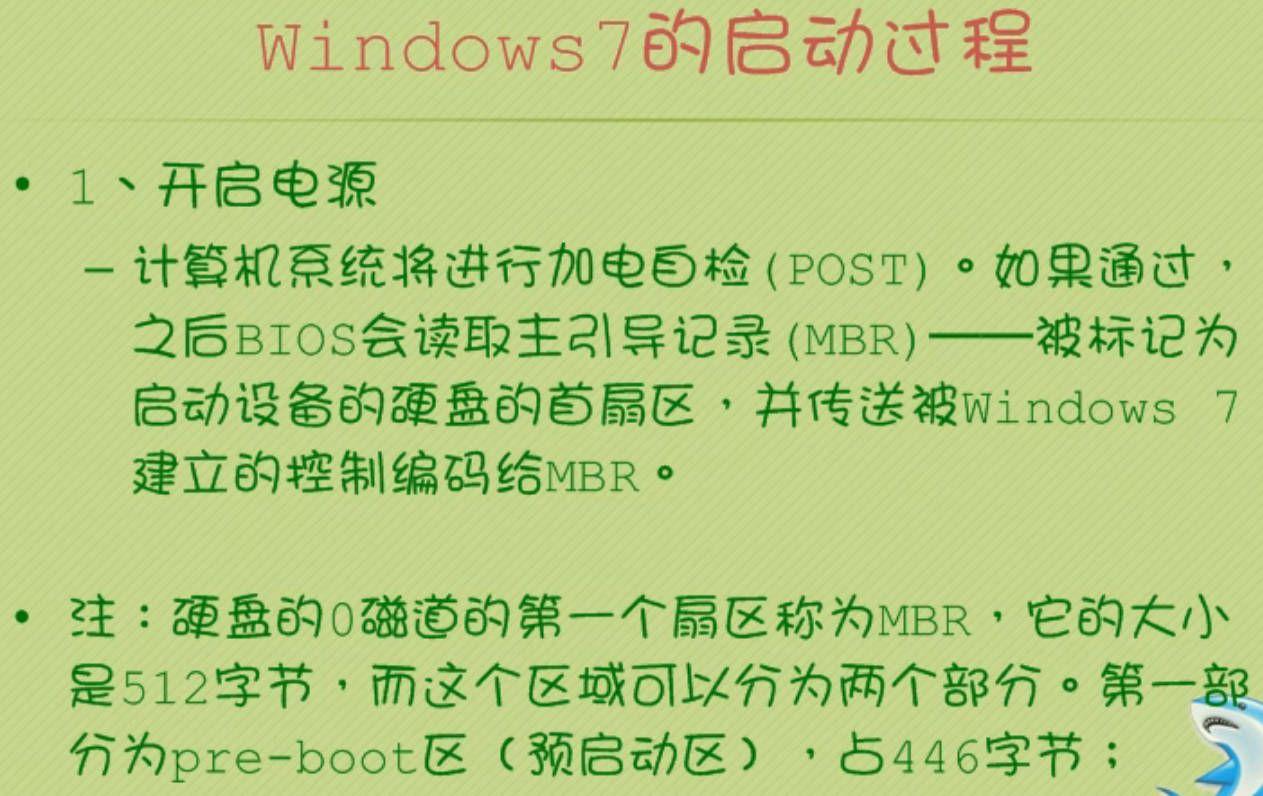 Windows7的启动过程
• 1、开启电源
– 计算机系统将进行加电自检(POST)。如果通过，
之后BIOS会读取主引导记录(MBR)——被标记为
启动设备的硬盘的首扇区，并传送被Windows 7
建立的控制编码给MBR。
• 注：硬盘的0磁道的第一个扇区称为MBR，它的大小
是512字节，而这个区域可以分为两个部分。第一部
分为pre-boot区（预启动区），占446字节；